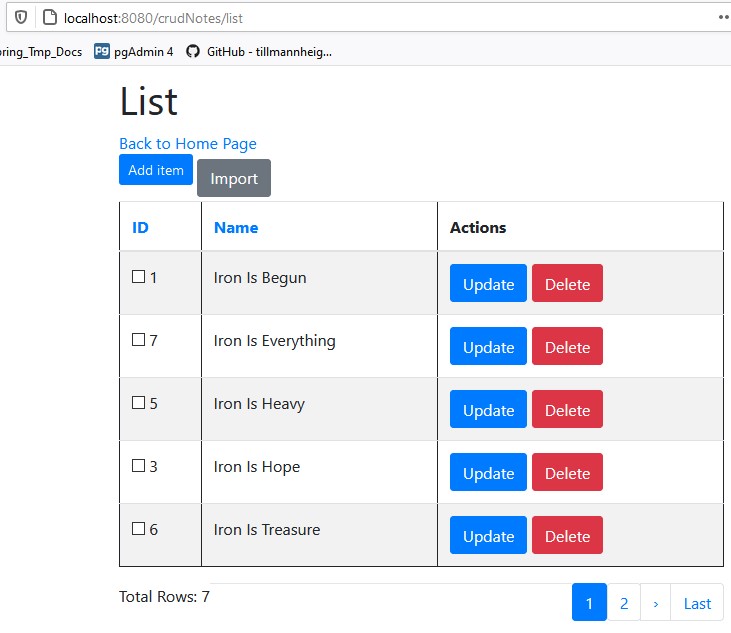 localhost:8080/crudNotes/list
pring_Tmp_Docs pgAdmin 4 GitHub - tillmannheig...
List
Back to Home Page
Add item Import
ID Name Actions
1 Iron Is Begun Update Delete
7 Iron Is Everything Update Delete
5 Iron Is Heavy Update Delete
3 Iron Is Hope Update Delete
6 Iron Is Treasure Update Delete
Total Rows: 7 1 2 › Last